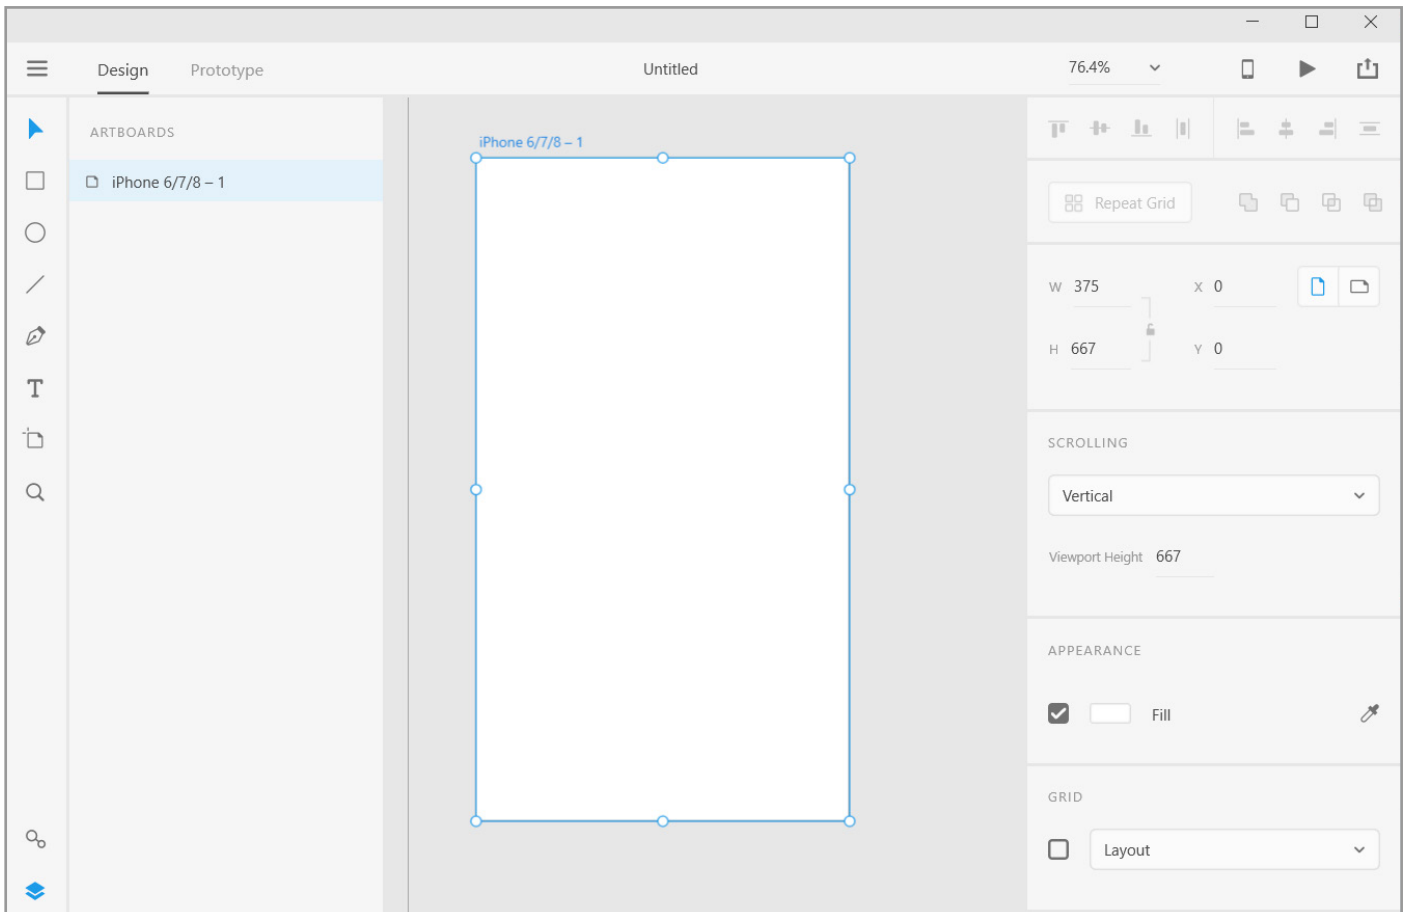 Design Prototype Untitled 76.4%
ARTBOARDS
iPhone 6/7/8 – 1
iPhone 6/7/8 – 1
Repeat Grid
W 375 X 0
H 667 Y 0
SCROLLING
Vertical
Viewport Height 667
APPEARANCE
Fill
GRID
Layout